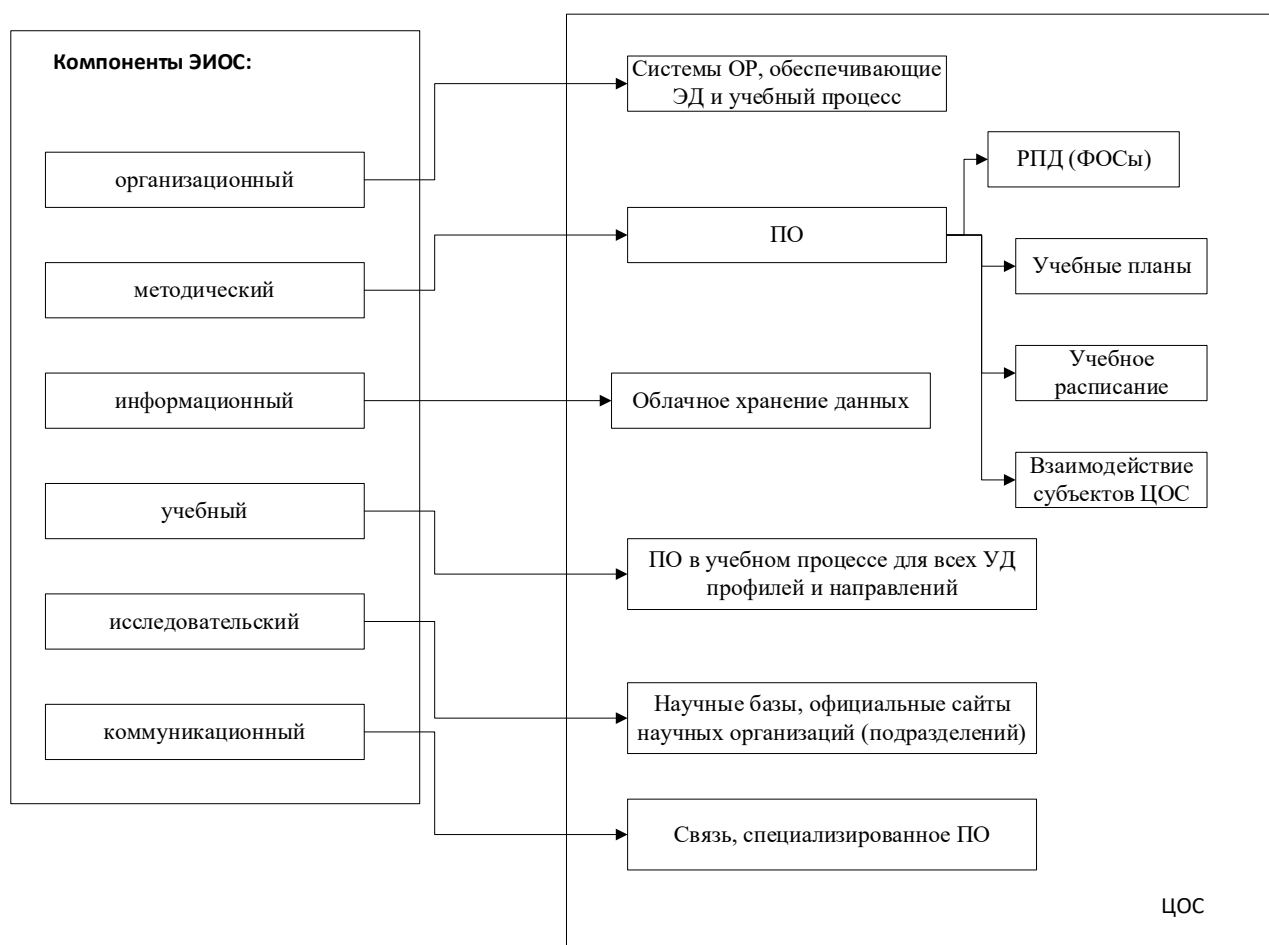 Компоненты ЭИОС:
организационный
методический
информационный
учебный
исследовательский
коммуникационный
Системы ОР, обеспечивающие
ЭД и учебный процесс
ПО
Облачное хранение данных
ПО в учебном процессе для всех УД
профилей и направлений
Научные базы, официальные сайты
научных организаций (подразделений)
Связь, специализированное ПО
РПД (ФОСы)
Учебные планы
Учебное
расписание
Взаимодействие
субъектов ЦОС
ЦОС